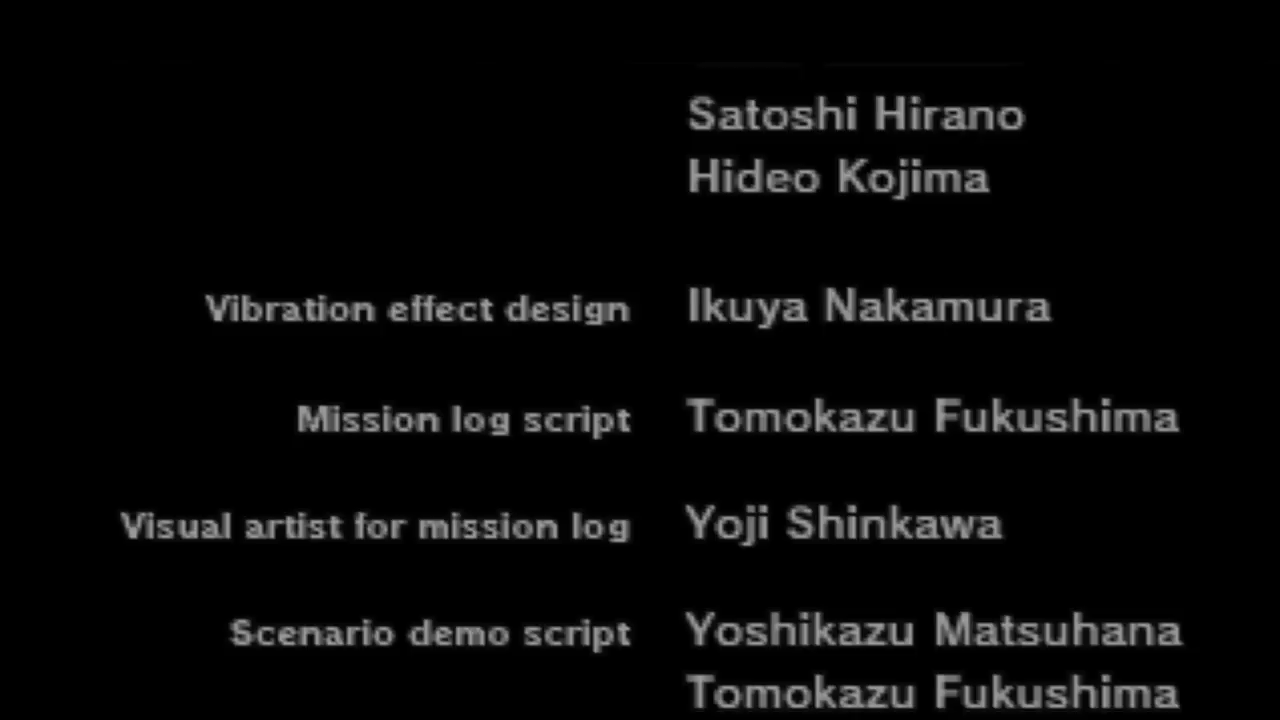 Satoshi Hirano
Hideo Kojima
Vibration effect design Ikuya Nakamura
Mission log script Tomokazu Fukushima
Visual artist for mission log Yoji Shinkawa
Scenario demo script Yoshikazu Matsuhana
Tomokazu Fukushima